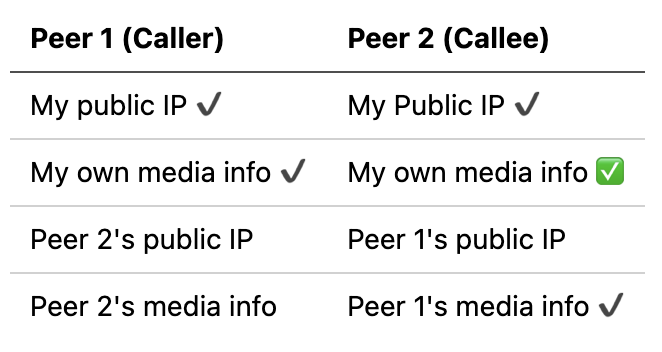 Peer 1 (Caller) Peer 2 (Callee)
My public IP ✔ My Public IP ✔
My own media info ✔ My own media info ✅
Peer 2's public IP Peer 1's public IP
Peer 2's media info Peer 1's media info ✔